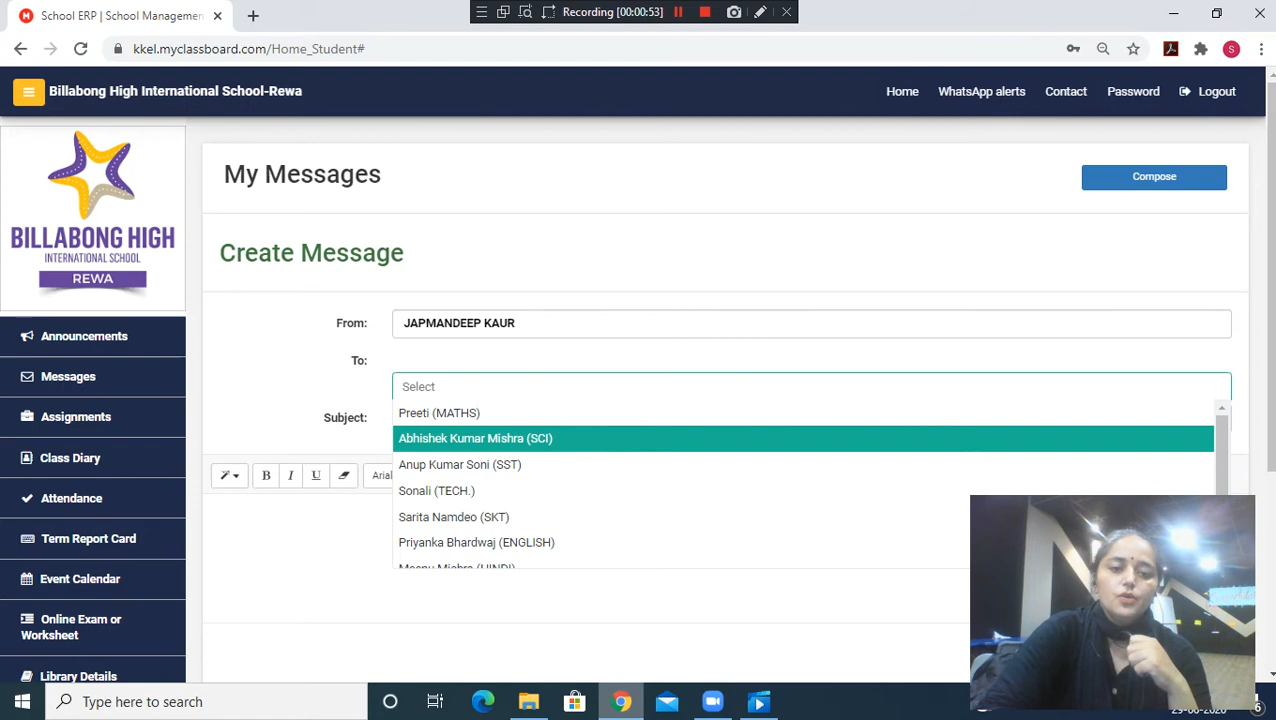 School ERP | School Managemen
Recording [00:00:53]
kkel.myclassboard.com/Home_Student#
S
Billabong High International School-Rewa
Home
WhatsApp alerts
Contact
Password
Logout
BILLABONG HIGH
INTERNATIONAL SCHOOL
REWA
My Messages
Compose
Create Message
From:
JAPMANDEEP KAUR
To:
Select
Subject:
Preeti (MATHS)
Abhishek Kumar Mishra (SCI)
Anup Kumar Soni (SST)
Sonali (TECH.)
Sarita Namdeo (SKT)
Priyanka Bhardwaj (ENGLISH)
B I U Arial
Announcements
Messages
Assignments
Class Diary
Attendance
Term Report Card
Event Calendar
Online Exam or
Worksheet
Library Details
Type here to search